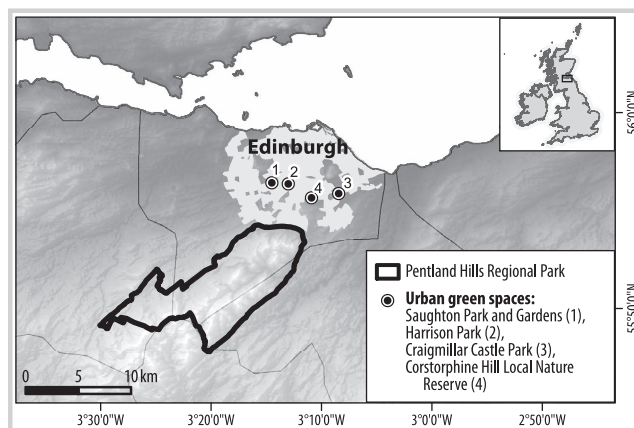 Edinburgh
1
2
3
4
56°0'0"N
55°50'0"N
Pentland Hills Regional Park
Urban green spaces:
Saughton Park and Gardens (1),
Harrison Park (2),
Craigmillar Castle Park (3),
Corstorphine Hill Local Nature
Reserve (4)
0 5 10 km
3°30'0"W 3°20'0"W 3°10'0"W 3°0'0"W 2°50'0"W